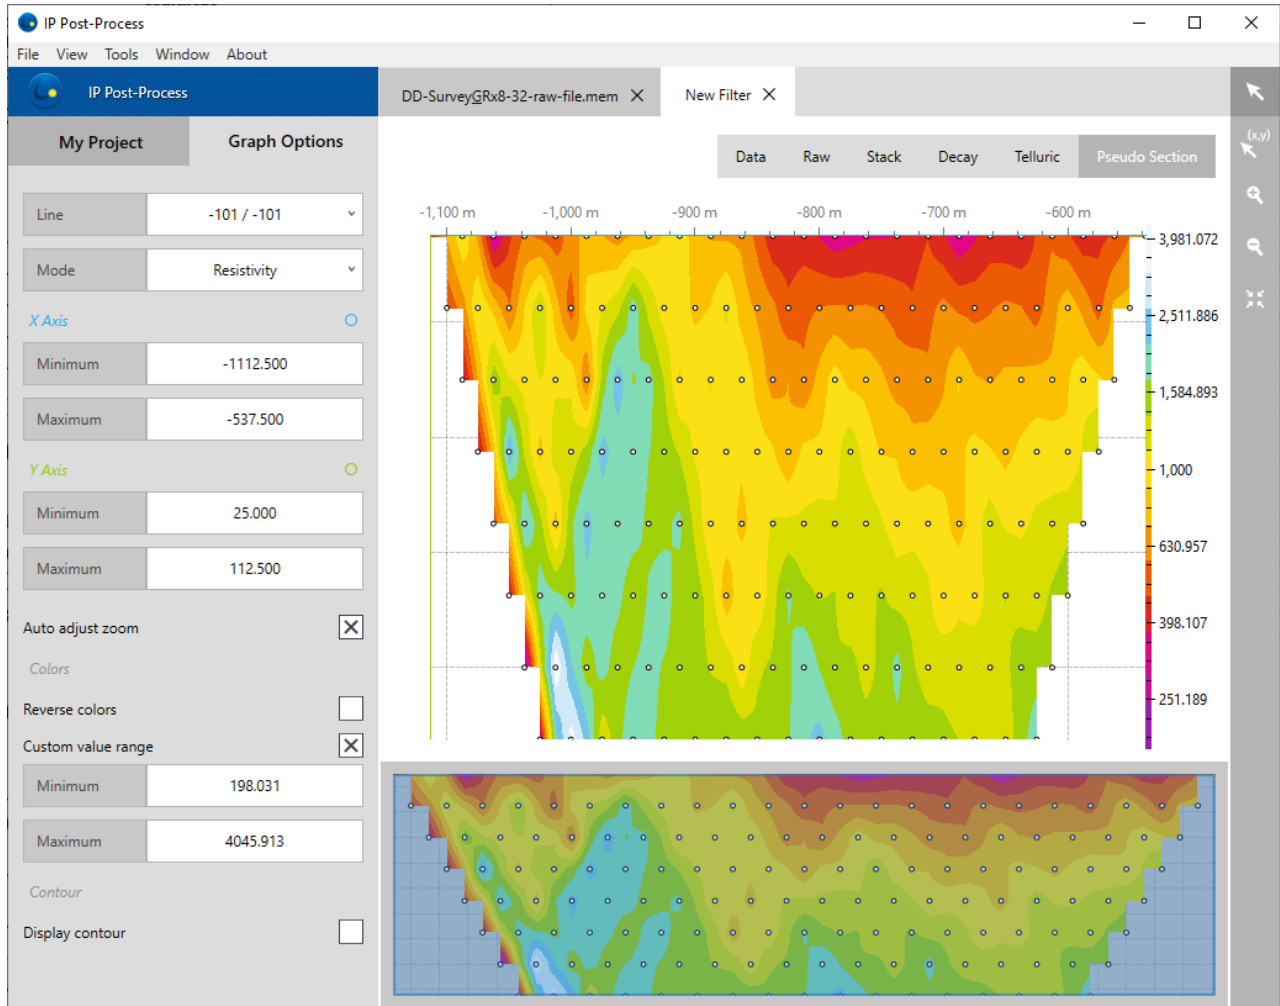 IP Post-Process
File View Tools Window About
IP Post-Process
DD-SurveyGRx8-32-raw-file.mem
New Filter
(x,y)
My Project
Graph Options
Data Raw Stack Decay Telluric Pseudo Section
Line -101 / -101
Mode Resistivity
X Axis
Minimum -1112.500
Maximum -537.500
Y Axis
Minimum 25.000
Maximum 112.500
Auto adjust zoom
Colors
Reverse colors
Custom value range
Minimum 198.031
Maximum 4045.913
Contour
Display contour
-1,100 m -1,000 m -900 m -800 m -700 m -600 m
3,981.072
2,511.886
1,584.893
1,000
630.957
398.107
251.189